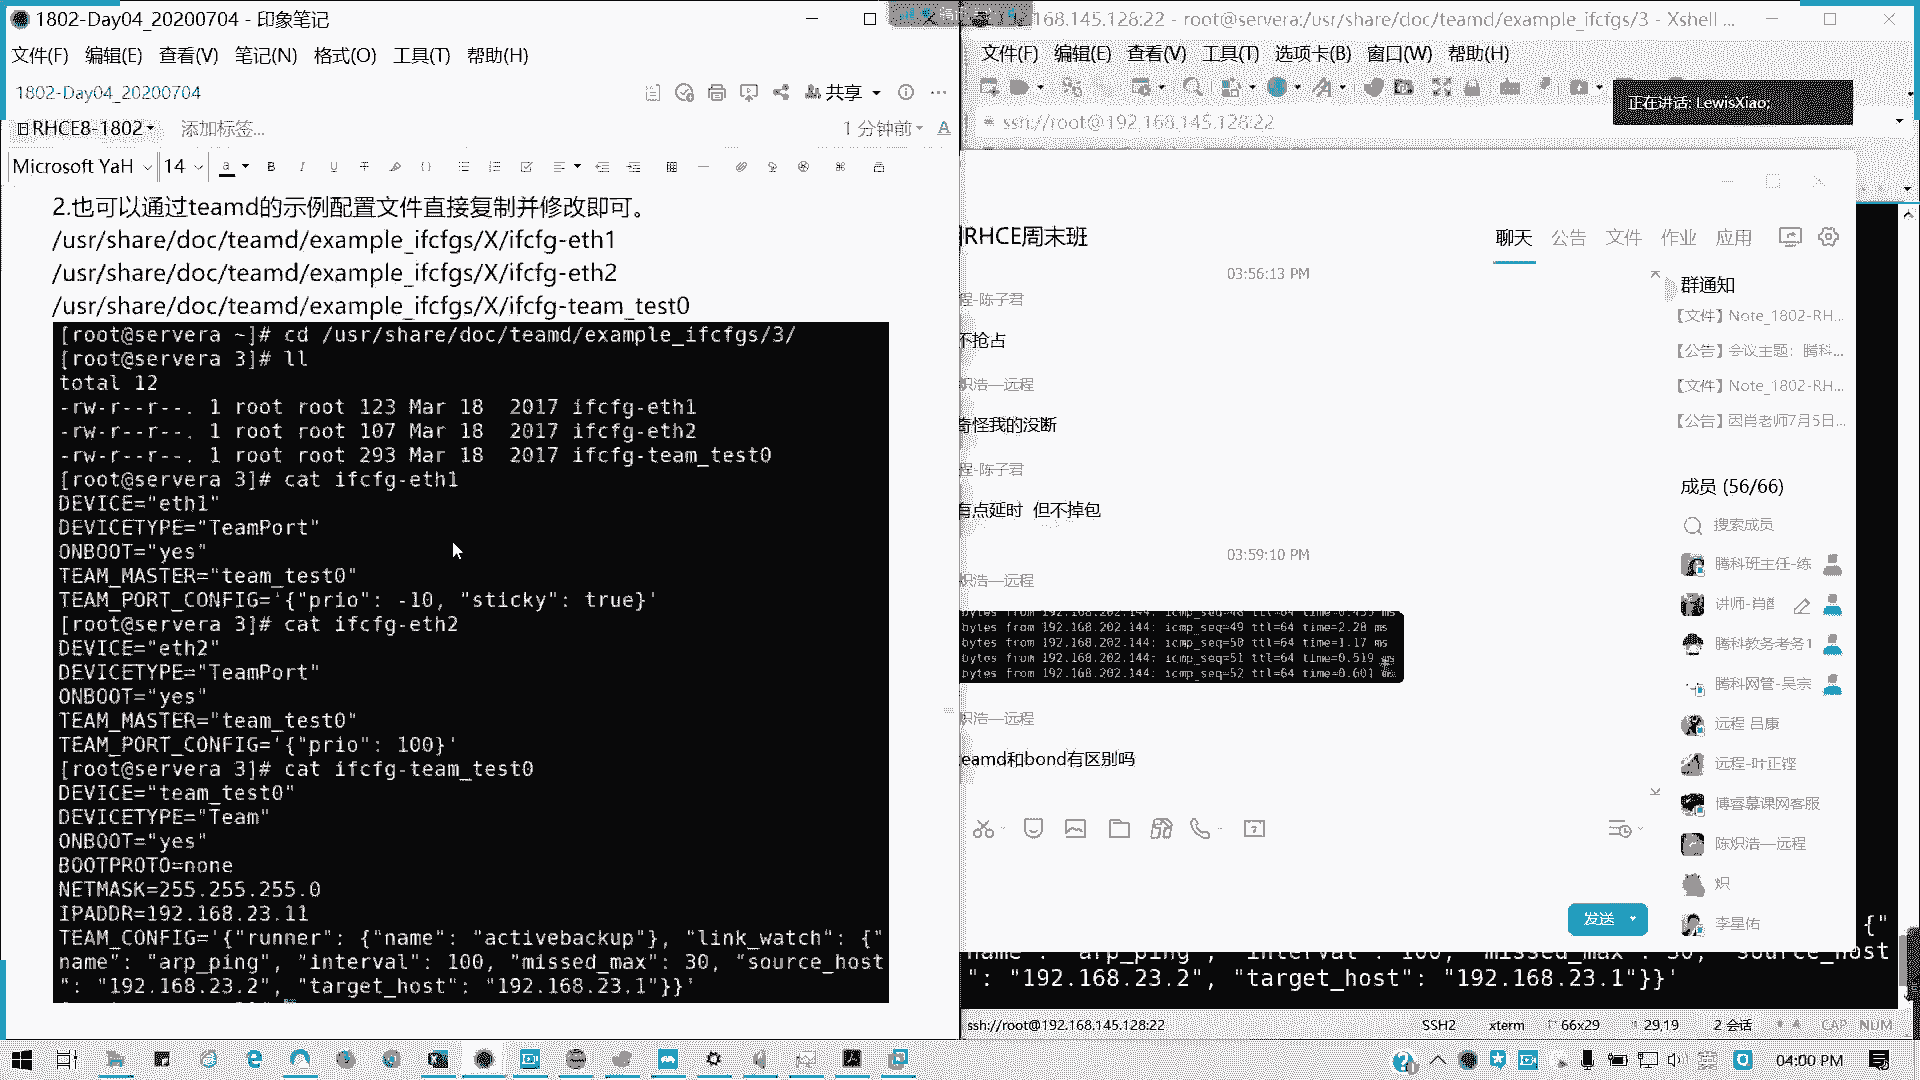 1802-Day04_20200704 - 印象笔记
文件(F) 编辑(E) 查看(V) 笔记(N) 格式(O) 工具(T) 帮助(H)
1802-Day04_20200704
共享
RHCE8-1802
添加标签...
1 分钟前
Microsoft YaH
14
2.也可以通过teamd的示例配置文件直接复制并修改即可。
/usr/share/doc/teamd/example_ifcfgs/X/ifcfg-eth1
/usr/share/doc/teamd/example_ifcfgs/X/ifcfg-eth2
/usr/share/doc/teamd/example_ifcfgs/X/ifcfg-team_test0
[root@servera ~]# cd /usr/share/doc/teamd/example_ifcfgs/3/
[root@servera 3]# ll
total 12
-rw-r--r--. 1 root root 123 Mar 18  2017 ifcfg-eth1
-rw-r--r--. 1 root root 107 Mar 18  2017 ifcfg-eth2
-rw-r--r--. 1 root root 293 Mar 18  2017 ifcfg-team_test0
[root@servera 3]# cat ifcfg-eth1
DEVICE="eth1"
DEVICETYPE="TeamPort"
ONBOOT="yes"
TEAM_MASTER="team_test0"
TEAM_PORT_CONFIG='{"prio": -10, "sticky": true}'
[root@servera 3]# cat ifcfg-eth2
DEVICE="eth2"
DEVICETYPE="TeamPort"
ONBOOT="yes"
TEAM_MASTER="team_test0"
TEAM_PORT_CONFIG='{"prio": 100}'
[root@servera 3]# cat ifcfg-team_test0
DEVICE="team_test0"
DEVICETYPE="Team"
ONBOOT="yes"
BOOTPROTO=none
NETMASK=255.255.255.0
IPADDR=192.168.23.11
TEAM_CONFIG='{"runner": {"name": "activebackup"}, "link_watch": {"
name": "arp_ping", "interval": 100, "missed_max": 30, "source_host
": "192.168.23.2", "target_host": "192.168.23.1"}}'
168.145.128:22 - root@servera:/usr/share/doc/teamd/example_ifcfgs/3 - Xshell ...
文件(F) 编辑(E) 查看(V) 工具(T) 选项卡(B) 窗口(W) 帮助(H)
正在讲话: LewisXiao;
ssh://root@192.168.145.128:22
RHCE周末班
聊天 公告 文件 作业 应用
03:56:13 PM
程-陈子君
不抢占
炽浩—远程
奇怪我的没断
程-陈子君
有点延时 但不掉包
03:59:10 PM
炽浩—远程
bytes from 192.168.202.144: icmp_seq=49 ttl=64 time=2.28 ms
bytes from 192.168.202.144: icmp_seq=50 ttl=64 time=1.17 ms
bytes from 192.168.202.144: icmp_seq=51 ttl=64 time=0.519 ms
bytes from 192.168.202.144: icmp_seq=52 ttl=64 time=0.601 ms
炽浩—远程
eamd和bond有区别吗
发送
群通知
【文件】Note_1802-RH...
【公告】会议主题：腾科...
【文件】Note_1802-RH...
【公告】因肖老师7月5日...
成员 (56/66)
搜索成员
腾科班主任-练
讲师-肖
腾科教务考务1
腾科网管-吴宗
远程 吕康
远程-叶正铿
博睿慕课网客服
陈炽浩—远程
炽
李星佑
{"
name": "arp_ping", "interval": 100, "missed_max": 30, "source_host
": "192.168.23.2", "target_host": "192.168.23.1"}}'
ssh://root@192.168.145.128:22 SSH2 xterm 66x29 29,19 2 会话 CAP NUM
04:00 PM